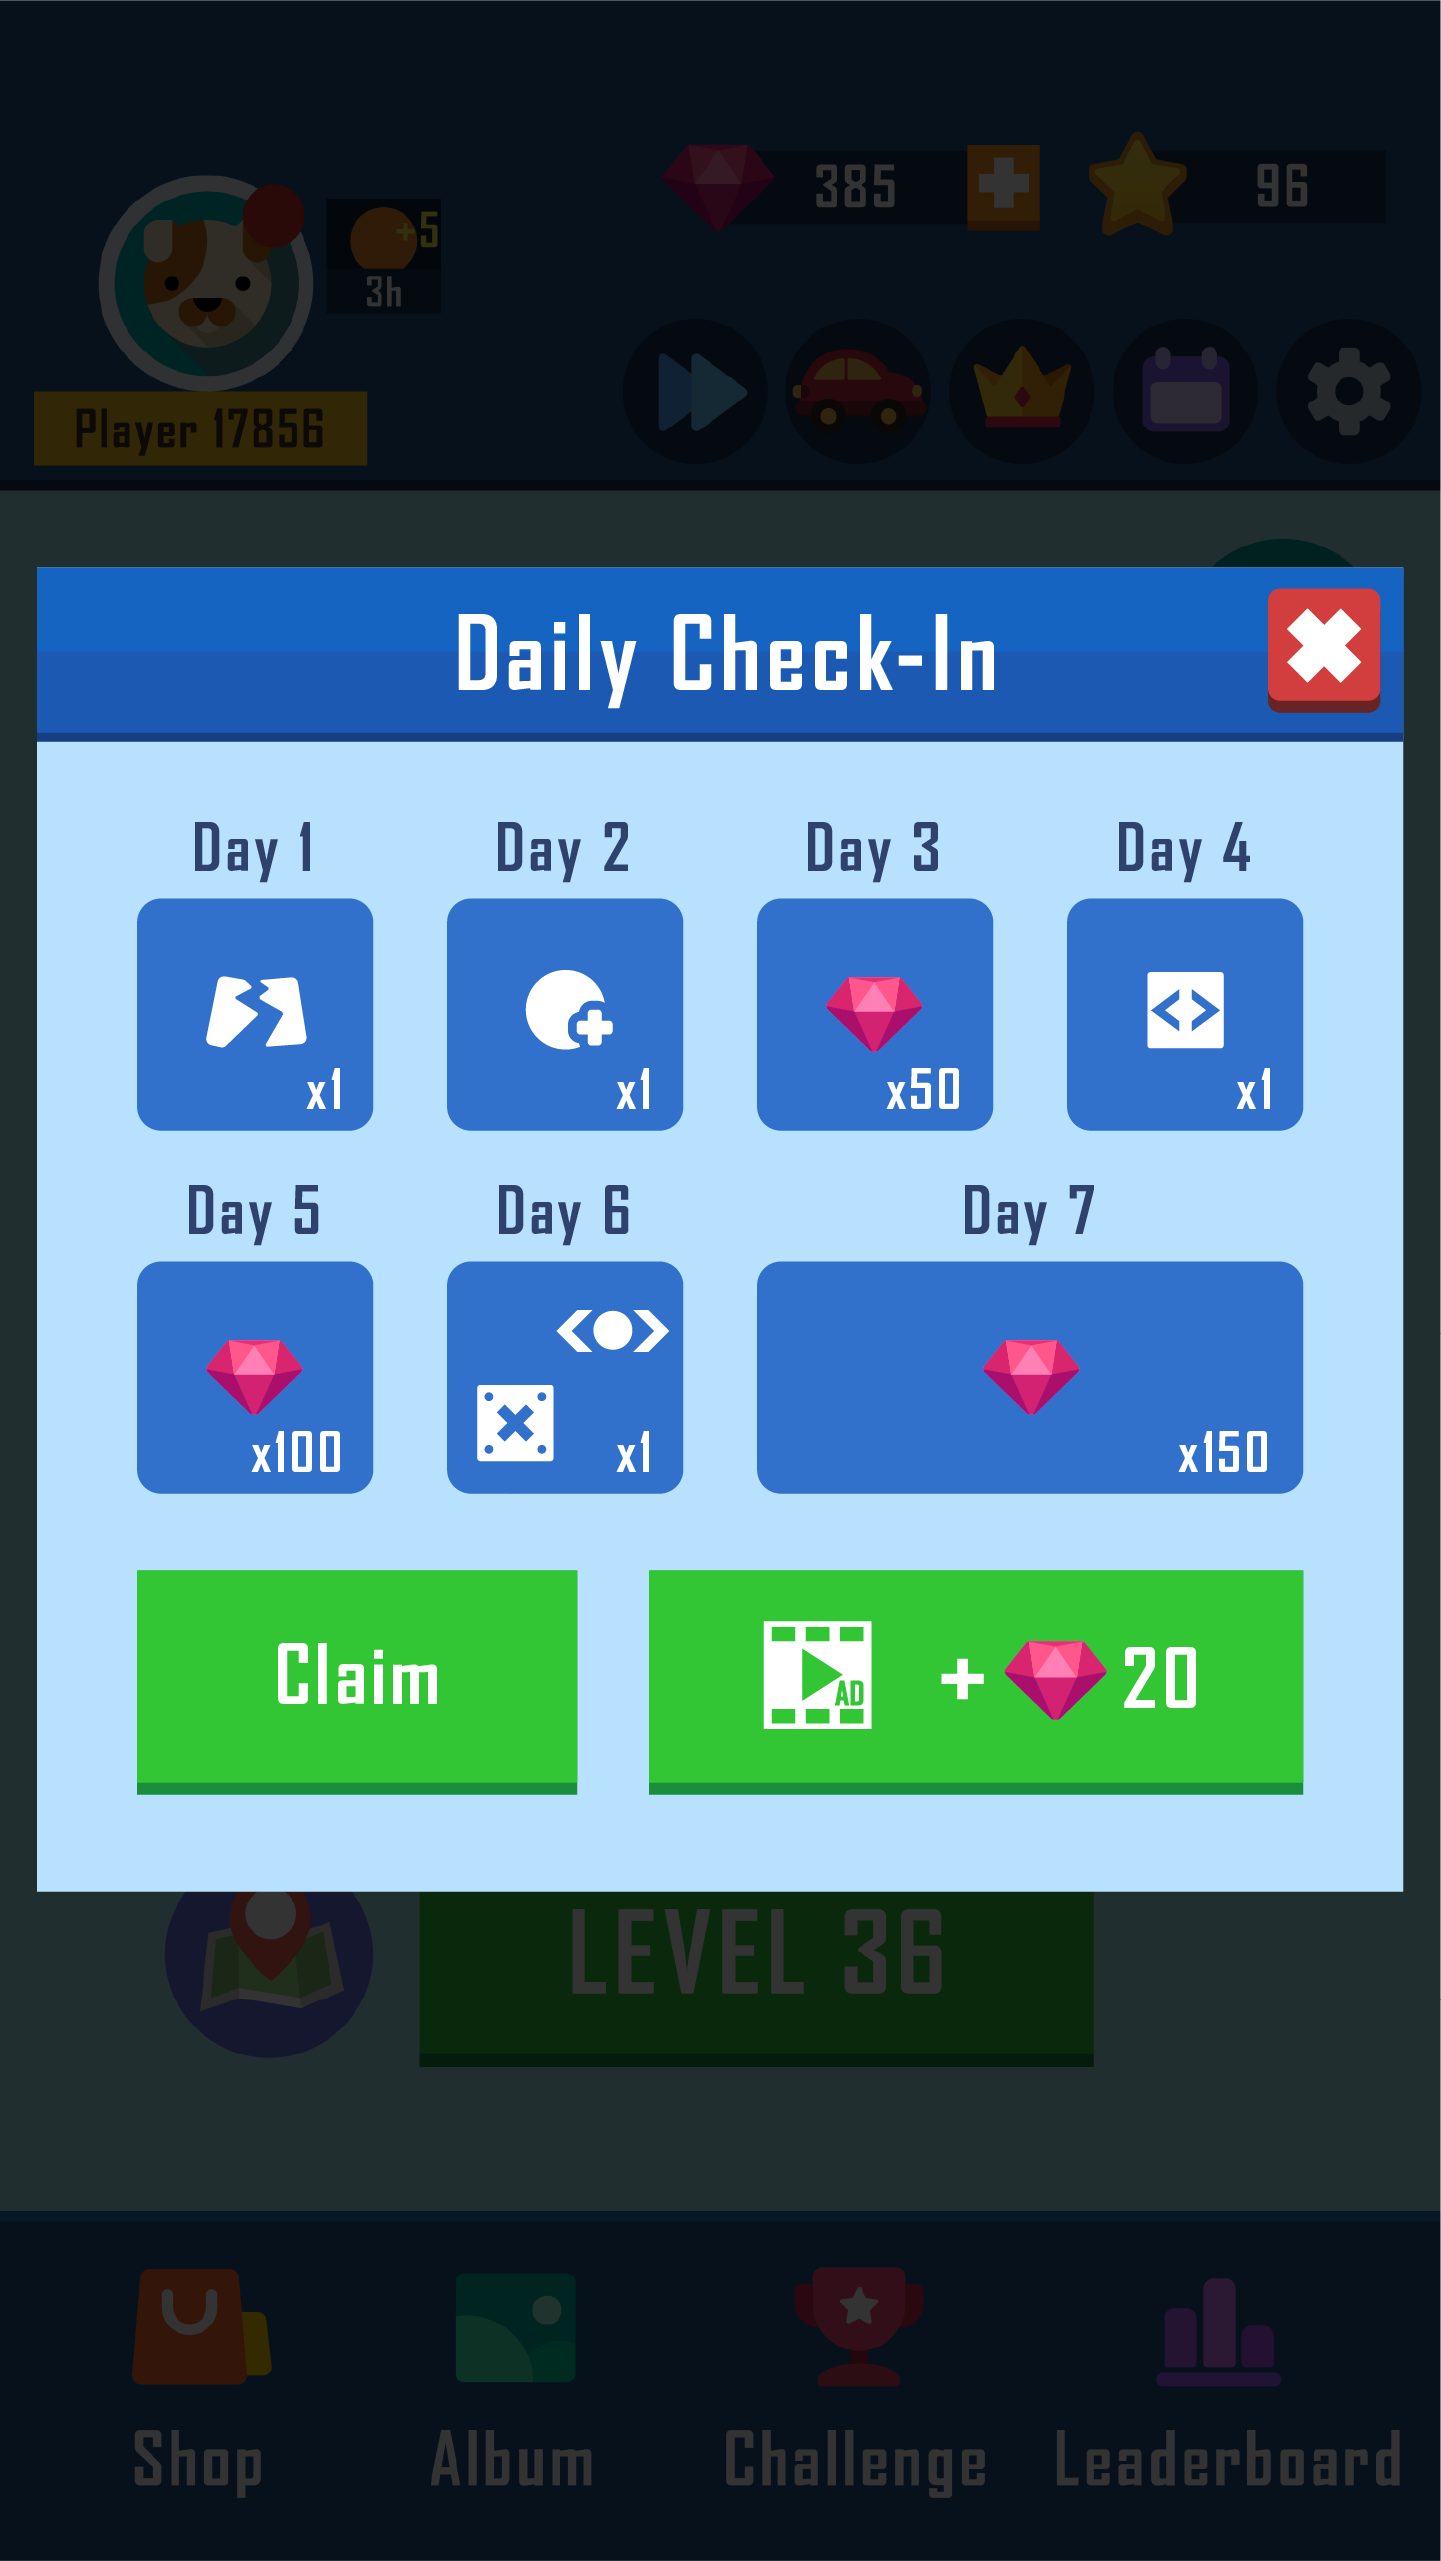 385
96
+5
3h
Player 17856
Daily Check-In
Day 1
Day 2
Day 3
Day 4
x1
x1
x50
x1
Day 5
Day 6
Day 7
x100
x1
x150
Claim
AD
+ 20
LEVEL 36
Shop
Album
Challenge
Leaderboard